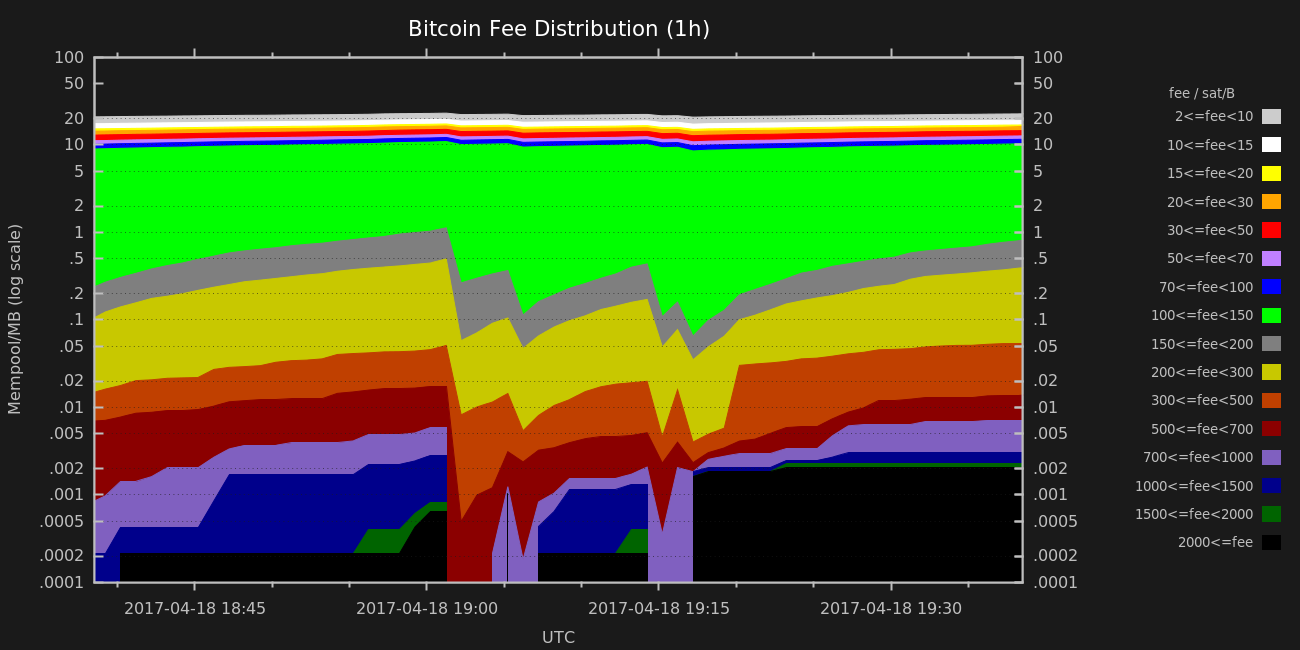 Bitcoin Fee Distribution (1h)
100
50
20
10
5
2
1
.5
.2
.1
.05
.02
.01
.005
.002
.001
.0005
.0002
.0001
Mempool/MB (log scale)
100
50
20
10
5
2
1
.5
.2
.1
.05
.02
.01
.005
.002
.001
.0005
.0002
.0001
2017-04-18 18:45 2017-04-18 19:00 2017-04-18 19:15 2017-04-18 19:30
UTC
fee / sat/B
2<=fee<10
10<=fee<15
15<=fee<20
20<=fee<30
30<=fee<50
50<=fee<70
70<=fee<100
100<=fee<150
150<=fee<200
200<=fee<300
300<=fee<500
500<=fee<700
700<=fee<1000
1000<=fee<1500
1500<=fee<2000
2000<=fee